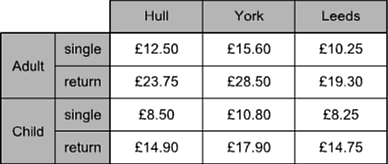 Hull York Leeds
Adult single £12.50 £15.60 £10.25
return £23.75 £28.50 £19.30
Child single £8.50 £10.80 £8.25
return £14.90 £17.90 £14.75